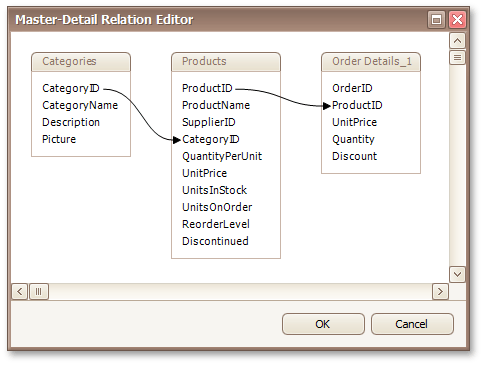 Master-Detail Relation Editor
Categories
CategoryID
CategoryName
Description
Picture
Products
ProductID
ProductName
SupplierID
CategoryID
QuantityPerUnit
UnitPrice
UnitsInStock
UnitsOnOrder
ReorderLevel
Discontinued
Order Details_1
OrderID
ProductID
UnitPrice
Quantity
Discount
OK
Cancel